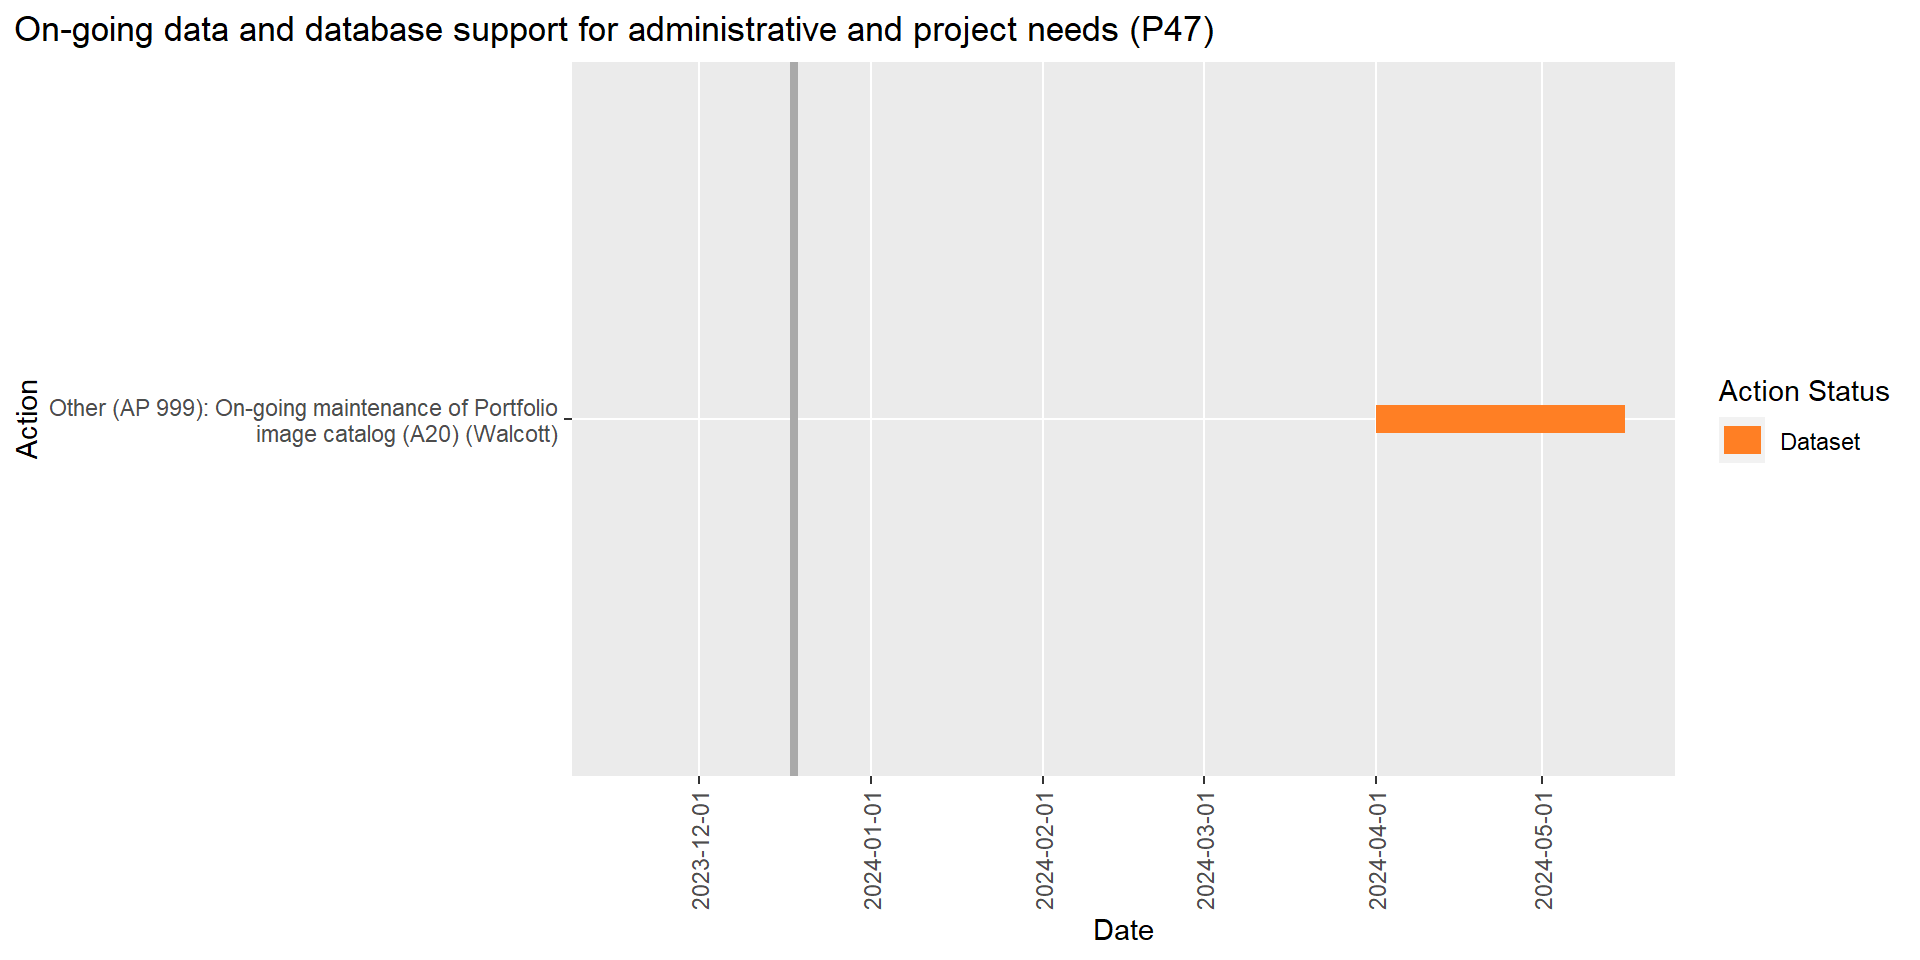 On-going data and database support for administrative and project needs (P47)
Action
Other (AP 999): On-going maintenance of Portfolio
image catalog (A20) (Walcott)
Action Status
Dataset
2023-12-01
2024-01-01
2024-02-01
2024-03-01
2024-04-01
2024-05-01
Date